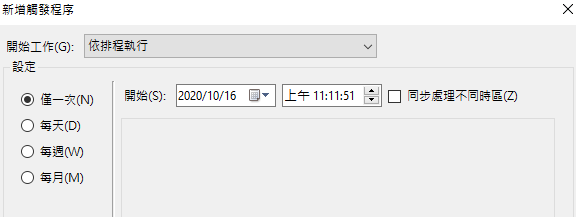 新增觸發程序
開始工作(G): 依排程執行
設定
僅一次(N) 開始(S): 2020/10/16 上午 11:11:51 同步處理不同時區(Z)
每天(D)
每週(W)
每月(M)